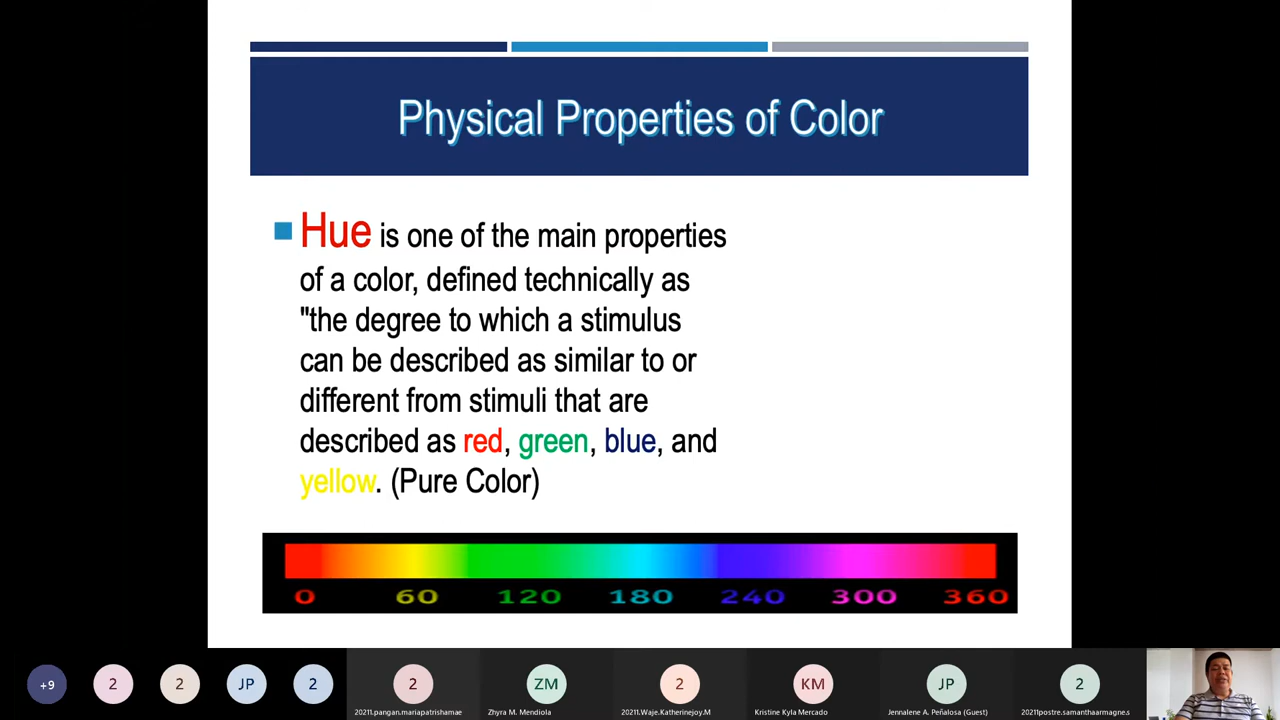 Physical Properties of Color
Hue is one of the main properties
of a color, defined technically as
"the degree to which a stimulus
can be described as similar to or
different from stimuli that are
described as red, green, blue, and
yellow. (Pure Color)
0 60 120 180 240 300 360
+9 2 2 JP 2 2 ZM 2 KM JP 2
20211.pangan.mariapatrishamae Zhyra M. Mendiola 20211.Waje.Katherinejoy.M Kristine Kyla Mercado Jennalene A. Peñalosa (Guest) 20211postre.samanthaarmagne.s